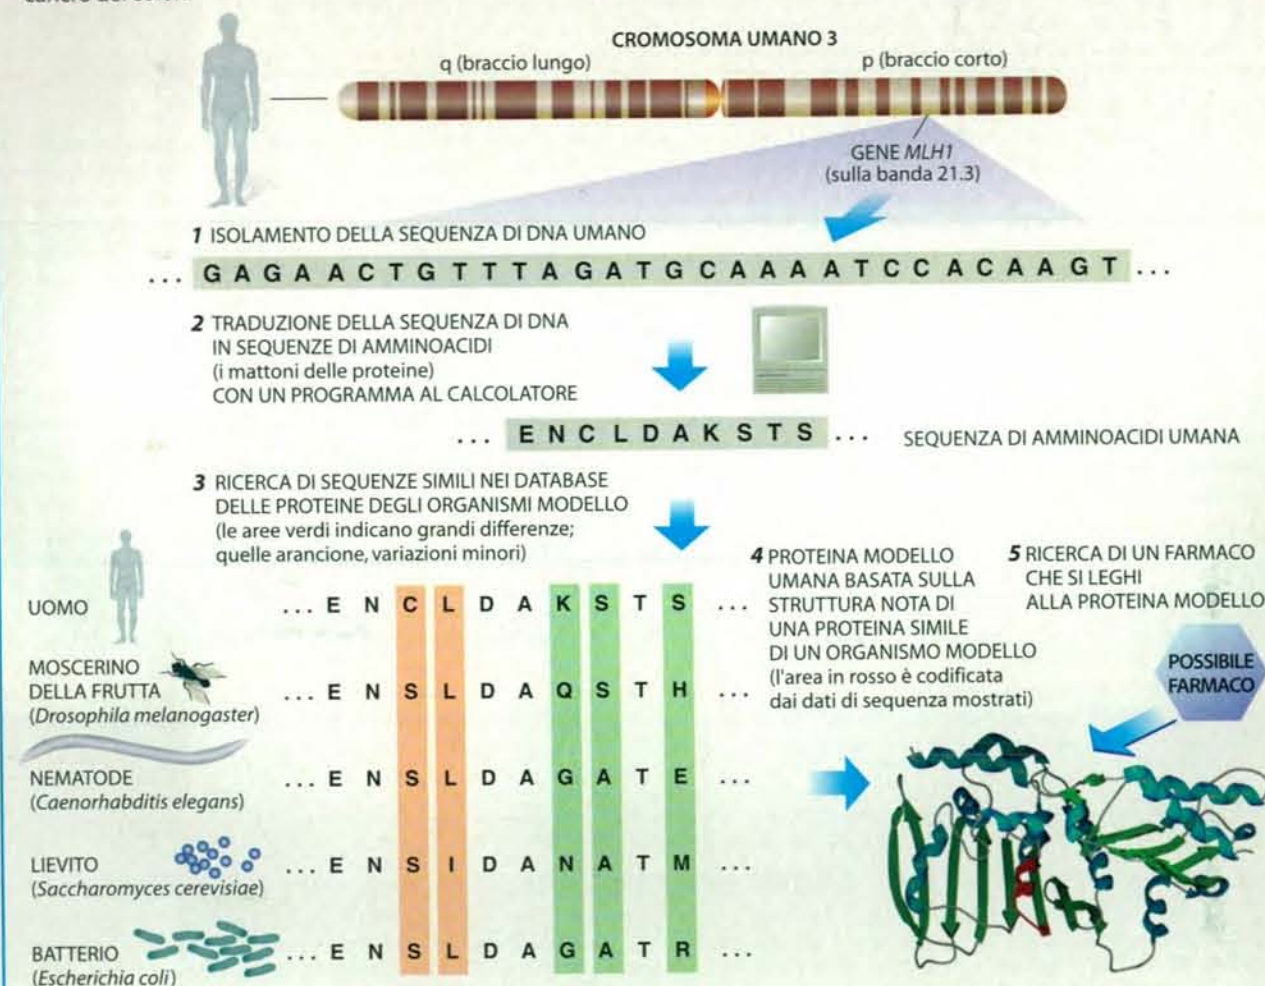 CROMOSOMA UMANO 3
q (braccio lungo)
p (braccio corto)
GENE MLH1
(sulla banda 21.3)
1 ISOLAMENTO DELLA SEQUENZA DI DNA UMANO
... G A G A A C T G T T T A G A T G C A A A A T C C A C A A G T ...
2 TRADUZIONE DELLA SEQUENZA DI DNA
IN SEQUENZE DI AMMINOACIDI
(i mattoni delle proteine)
CON UN PROGRAMMA AL CALCOLATORE
... E N C L D A K S T S ...
SEQUENZA DI AMMINOACIDI UMANA
3 RICERCA DI SEQUENZE SIMILI NEI DATABASE
DELLE PROTEINE DEGLI ORGANISMI MODELLO
(le aree verdi indicano grandi differenze;
quelle arancione, variazioni minori)
UOMO
... E N C L D A K S T S ...
MOSCERINO
DELLA FRUTTA
(Drosophila melanogaster)
... E N S L D A Q S T H ...
NEMATODE
(Caenorhabditis elegans)
... E N S L D A G A T E ...
LIEVITO
(Saccharomyces cerevisiae)
... E N S I D A N A T M ...
BATTERIO
(Escherichia coli)
... E N S L D A G A T R ...
4 PROTEINA MODELLO
UMANA BASATA SULLA
STRUTTURA NOTA DI
UNA PROTEINA SIMILE
DI UN ORGANISMO MODELLO
(l'area in rosso è codificata
dai dati di sequenza mostrati)
5 RICERCA DI UN FARMACO
CHE SI LEGHI
ALLA PROTEINA MODELLO
POSSIBILE
FARMACO